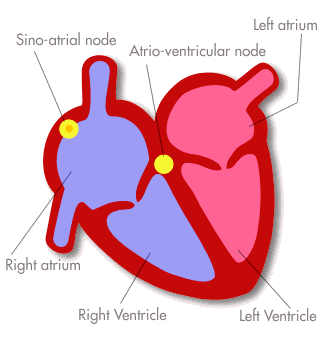 Left atrium
Sino-atrial node
Atrio-ventricular node
Right atrium
Right Ventricle
Left Ventricle